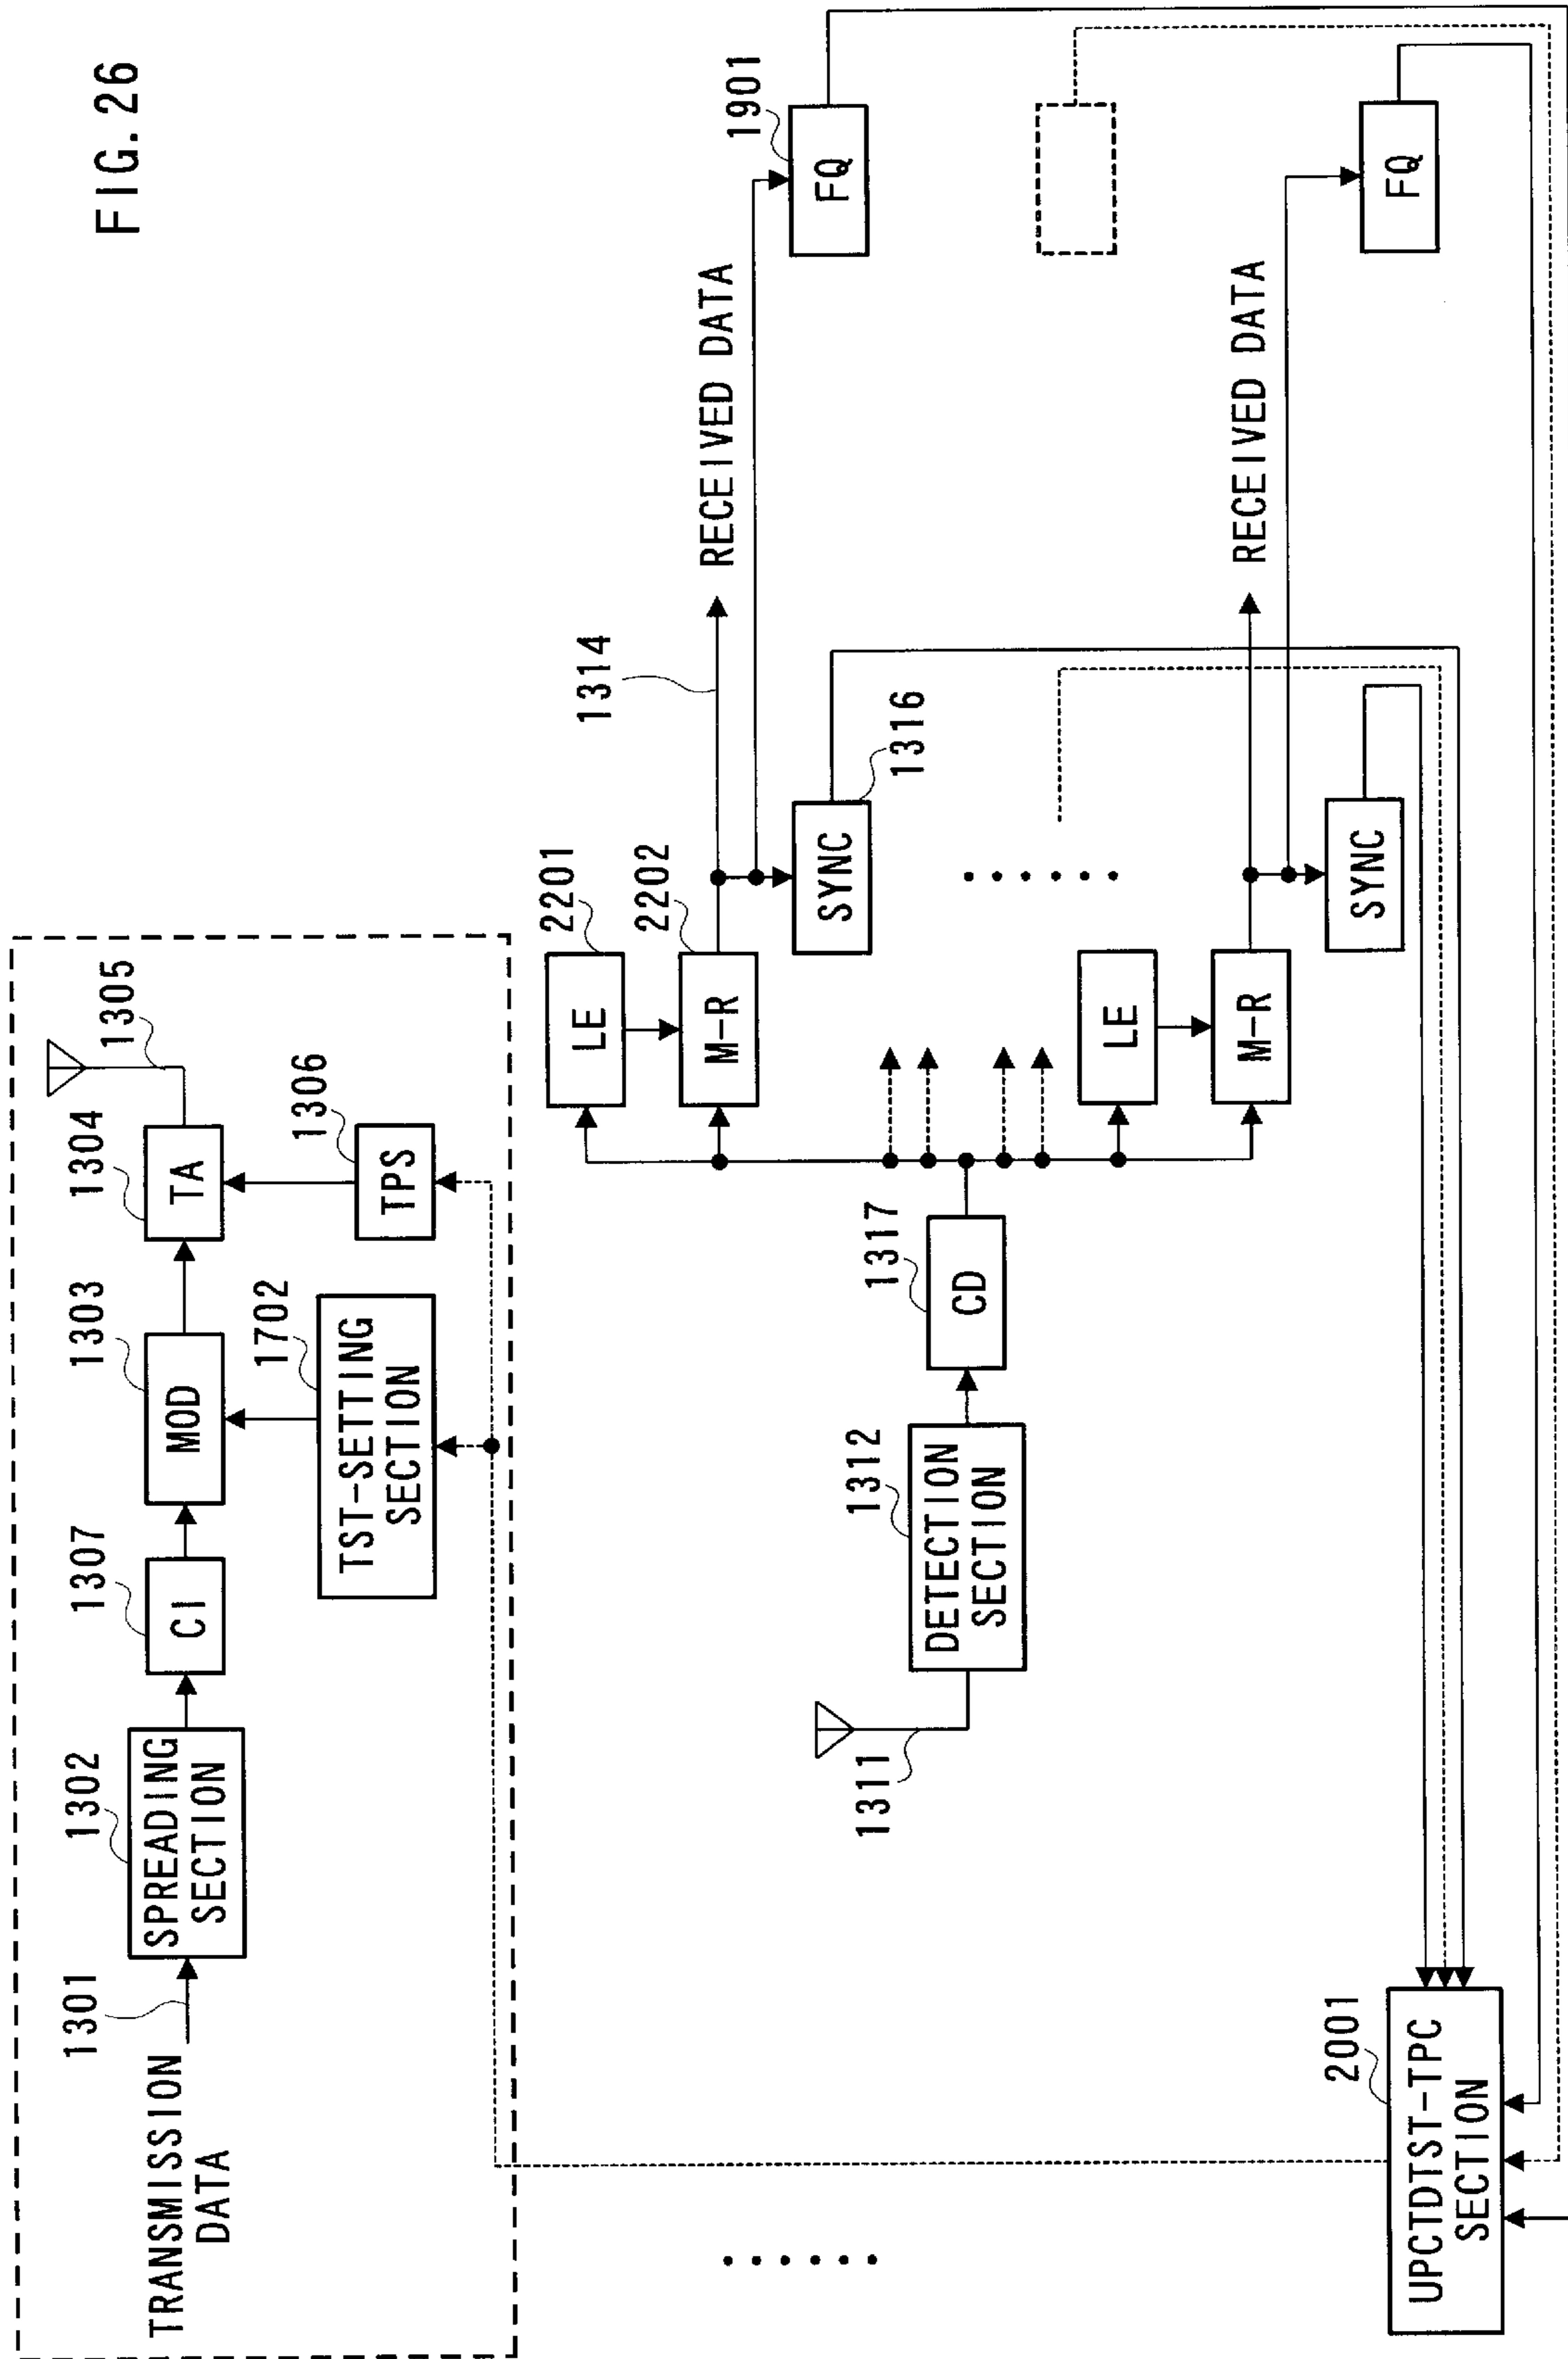 FIG. 26
1301
TRANSMISSION
DATA
1302
SPREADING
SECTION
1307
CI
1303
MOD
1304
TA
1305
1702
TST-SETTING
SECTION
1306
TPS
1311
1312
DETECTION
SECTION
1317
CD
2201
LE
2202
M-R
1314
RECEIVED DATA
1316
SYNC
1901
FQ
LE
M-R
RECEIVED DATA
SYNC
FQ
2001
UPCTDTST-TPC
SECTION